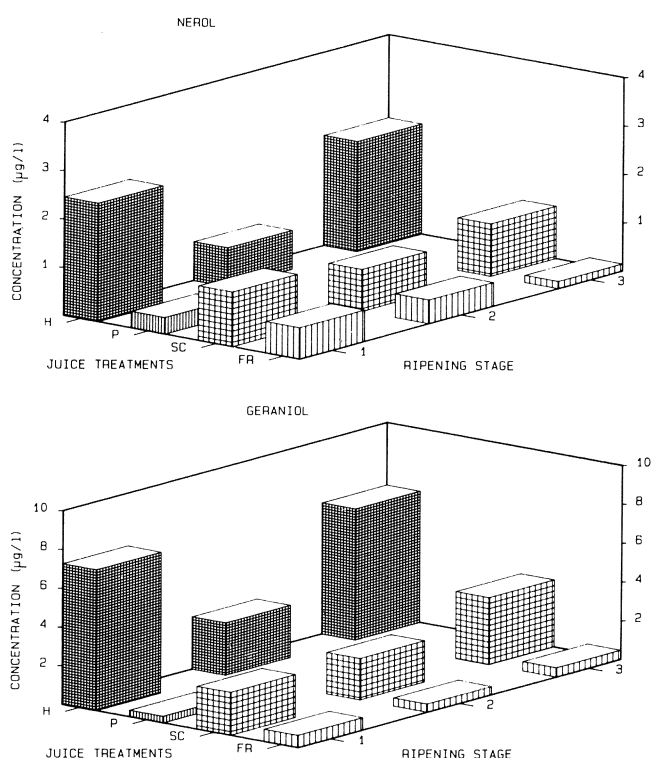 NEROL
4
3
2
1
4
3
2
1
CONCENTRATION (µg/l)
H
P
SC
FR
1
2
3
JUICE TREATMENTS
RIPENING STAGE
GERANIOL
10
8
6
4
2
10
8
6
4
2
CONCENTRATION (µg/l)
H
P
SC
FR
1
2
3
JUICE TREATMENTS
RIPENING STAGE